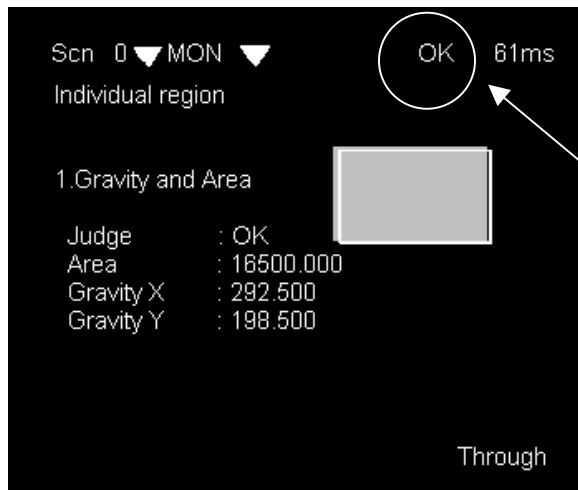 Scn 0 MON OK 61ms
Individual region
1.Gravity and Area
Judge : OK
Area : 16500.000
Gravity X : 292.500
Gravity Y : 198.500
Through